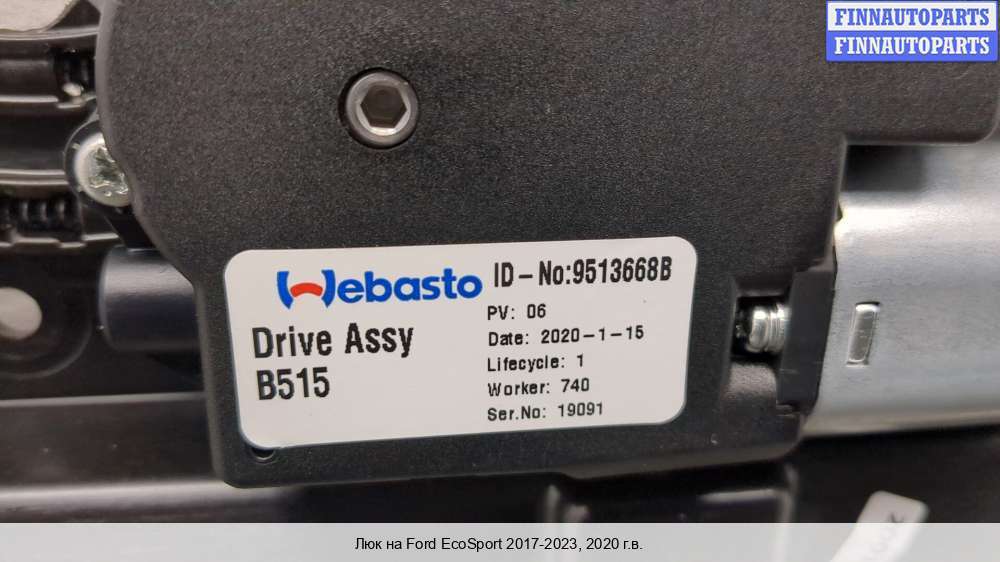 FINNAUTOPARTS
FINNAUTOPARTS
Webasto
ID-No:9513668B
PV: 06
Drive Assy
Date: 2020-1-15
B515
Lifecycle: 1
Worker: 740
Ser.No: 19091
Люк на Ford EcoSport 2017-2023, 2020 г.в.